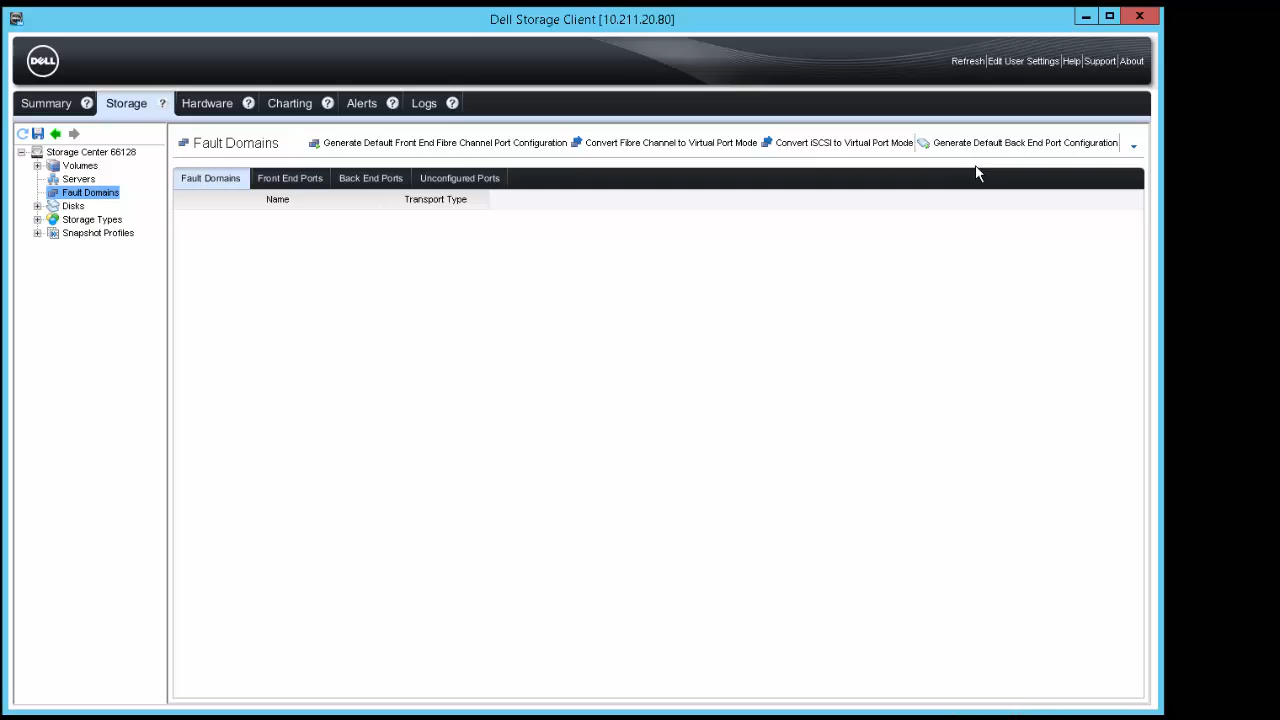 Dell Storage Client [10.211.20.80]
DELL
Refresh|Edit User Settings|Help|Support|About
Summary ? Storage ? Hardware ? Charting ? Alerts ? Logs ?
Storage Center 66128
Volumes
Servers
Fault Domains
Disks
Storage Types
Snapshot Profiles
Fault Domains Generate Default Front End Fibre Channel Port Configuration Convert Fibre Channel to Virtual Port Mode Convert iSCSI to Virtual Port Mode Generate Default Back End Port Configuration
Fault Domains Front End Ports Back End Ports Unconfigured Ports
Name Transport Type